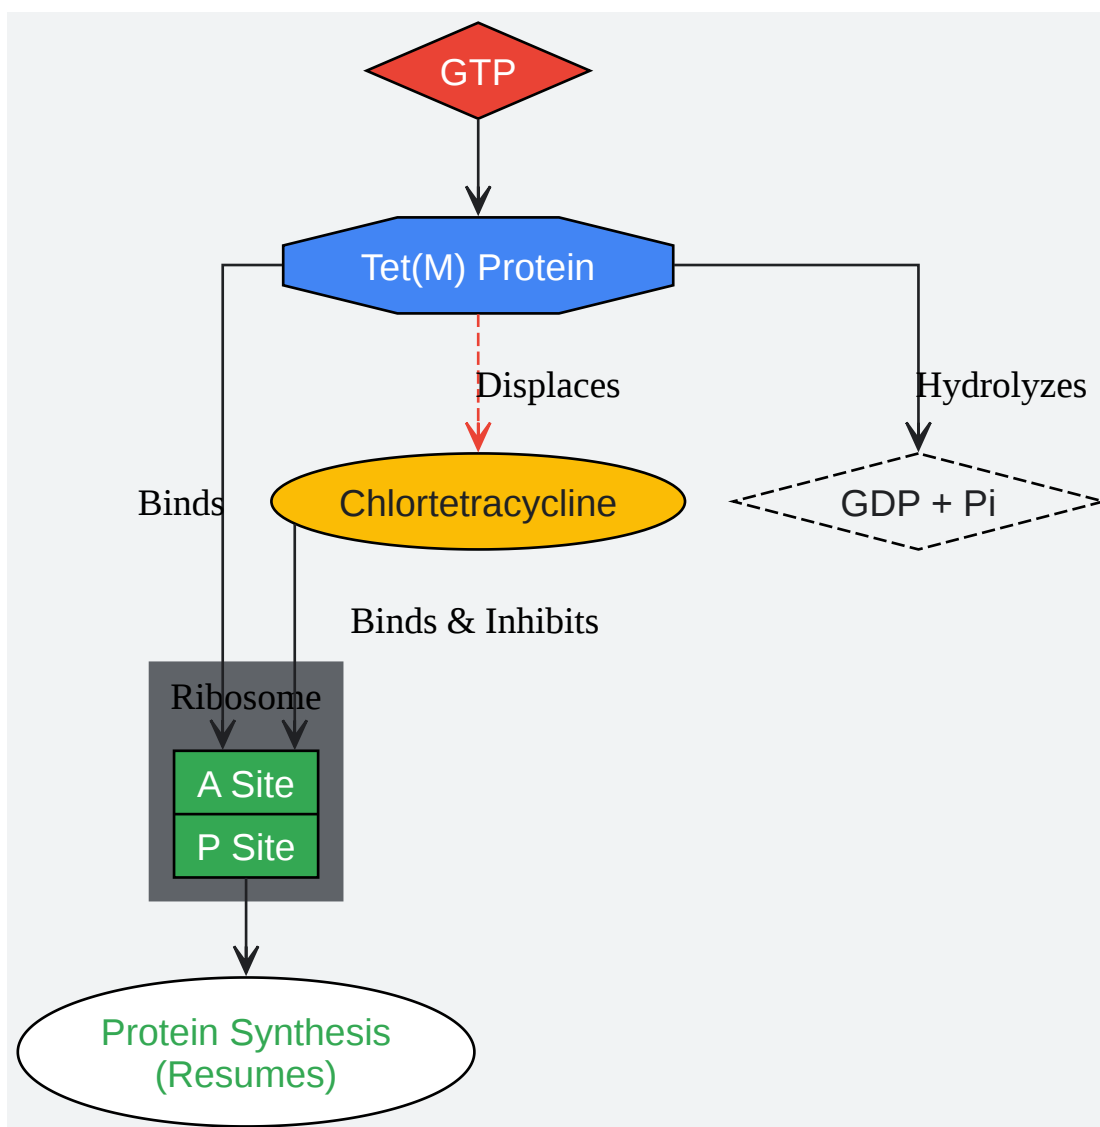 GTP
Tet(M) Protein
Displaces
Hydrolyzes
Binds
Chlortetracycline
GDP + Pi
Binds & Inhibits
Ribosome
A Site
P Site
Protein Synthesis
(Resumes)